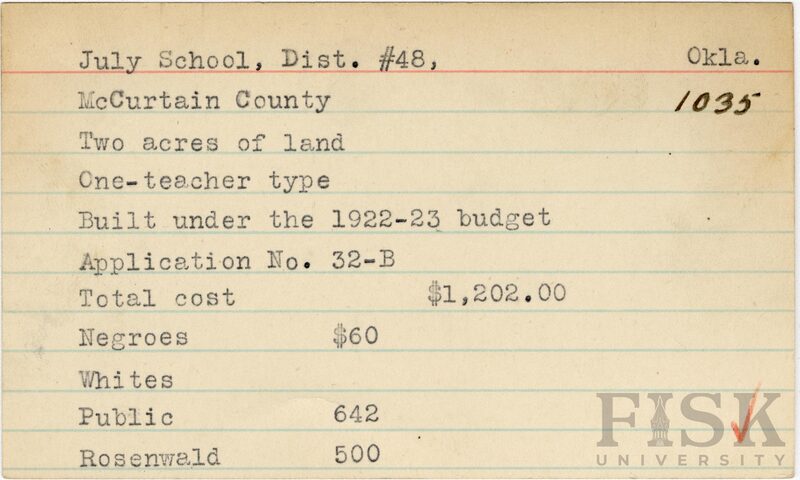 July School, Dist. #48, Okla.
McCurtain County 1035
Two acres of land
One-teacher type
Built under the 1922-23 budget
Application No. 32-B
Total cost $1,202.00
Negroes $60
Whites
Public 642
Rosenwald 500
FISK
UNIVERSITY